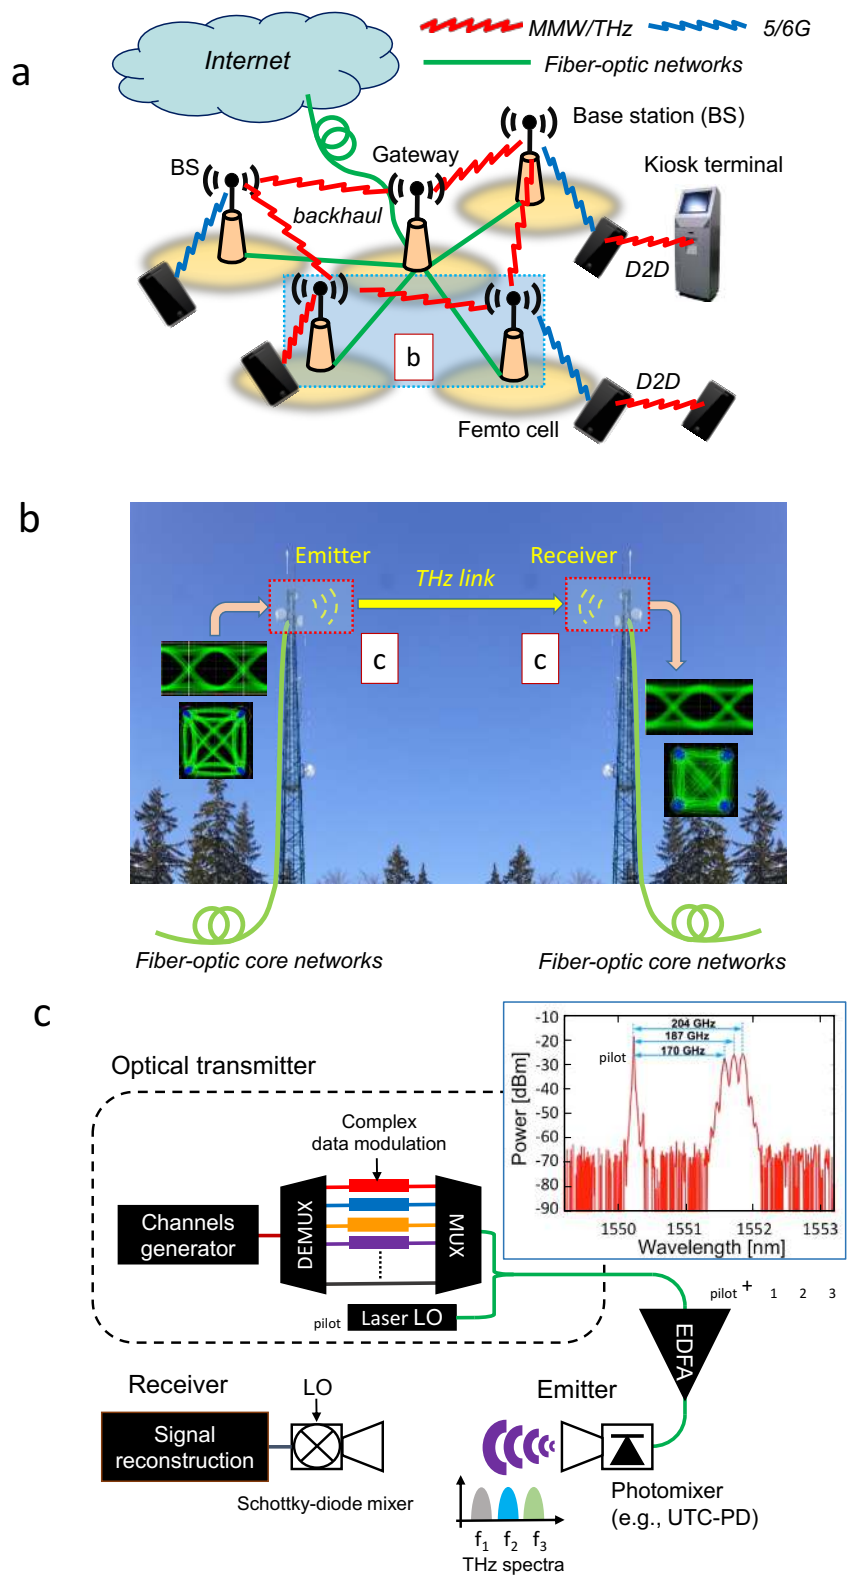 a
Internet
MMW/THz
5/6G
Fiber-optic networks
Base station (BS)
BS
Gateway
Kiosk terminal
backhaul
D2D
b
D2D
Femto cell
b
Emitter
Receiver
THz link
c
c
Fiber-optic core networks
Fiber-optic core networks
c
Optical transmitter
Complex
data modulation
Channels
generator
DEMUX
MUX
pilot
Laser LO
-10
-20
-30
-40
-50
-60
-70
-80
-90
Power [dBm]
204 GHz
187 GHz
170 GHz
pilot
1550
1551
1552
1553
Wavelength [nm]
pilot + 1 2 3
EDFA
Receiver
LO
Signal
reconstruction
Schottky-diode mixer
Emitter
Photomixer
(e.g., UTC-PD)
f1 f2 f3
THz spectra